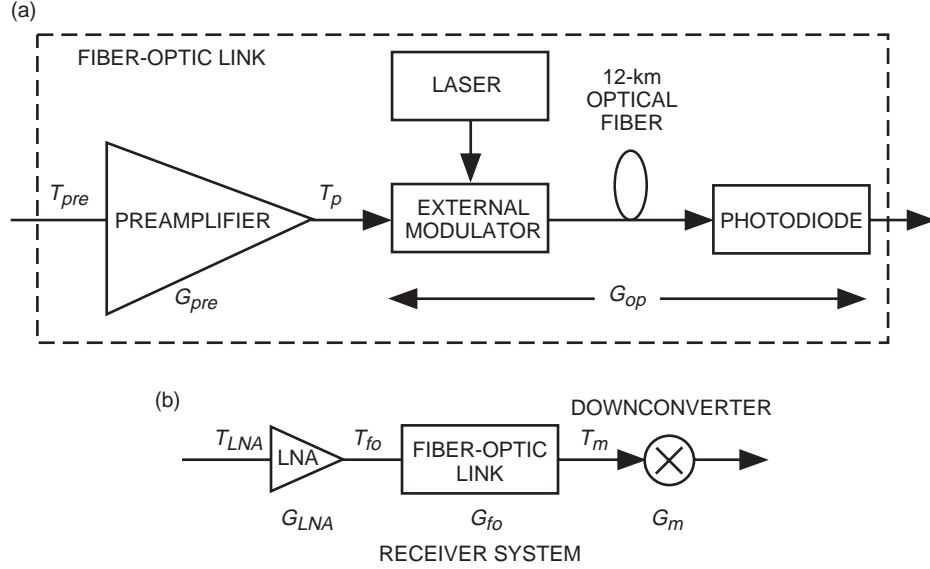 (a)
FIBER-OPTIC LINK
LASER
12-km
OPTICAL
FIBER
T_pre
PREAMPLIFIER
T_p
EXTERNAL
MODULATOR
PHOTODIODE
G_pre
G_op
(b)
DOWNCONVERTER
T_LNA
LNA
T_fo
FIBER-OPTIC
LINK
T_m
G_LNA
G_fo
G_m
RECEIVER SYSTEM